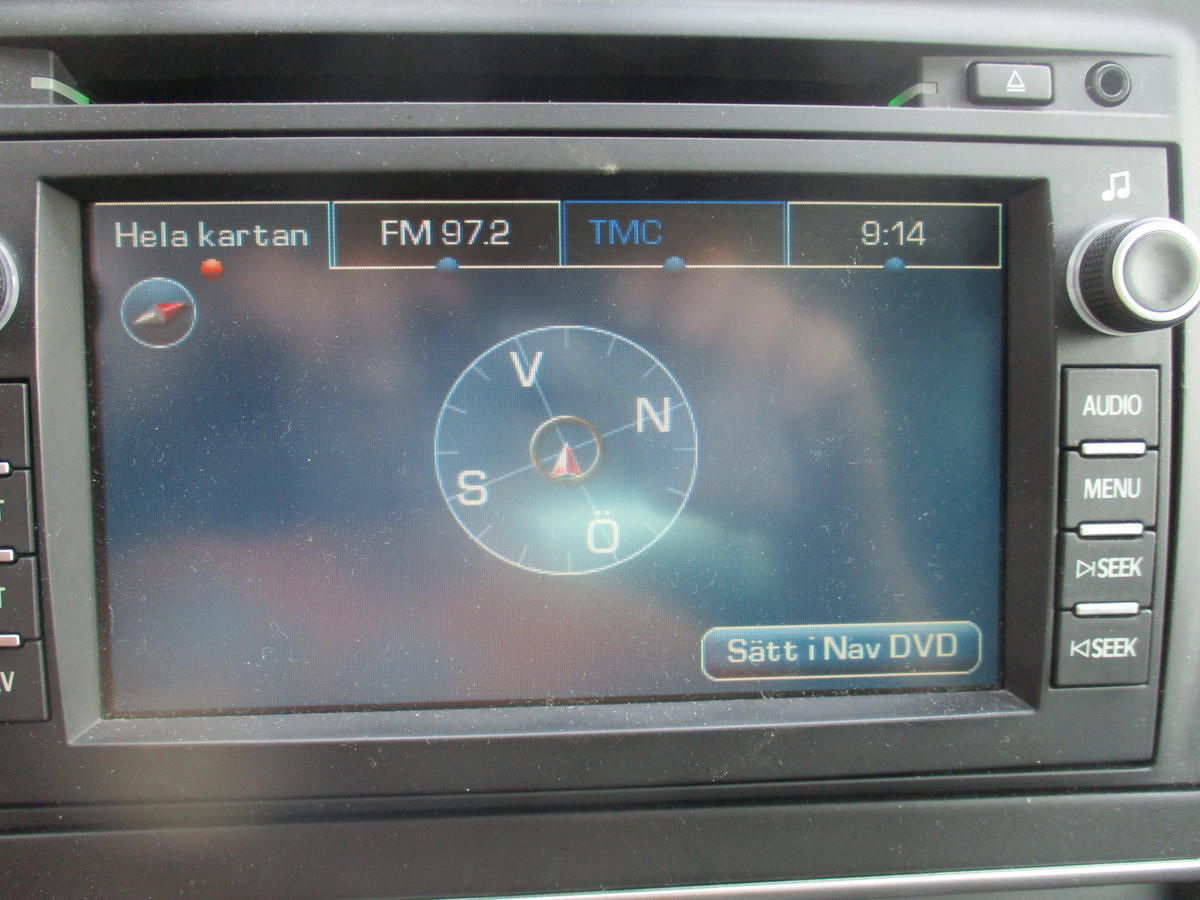 Hela kartan
FM 97.2
TMC
9:14
V
N
S
Ö
Sätt i Nav DVD
AUDIO
MENU
SEEK
SEEK